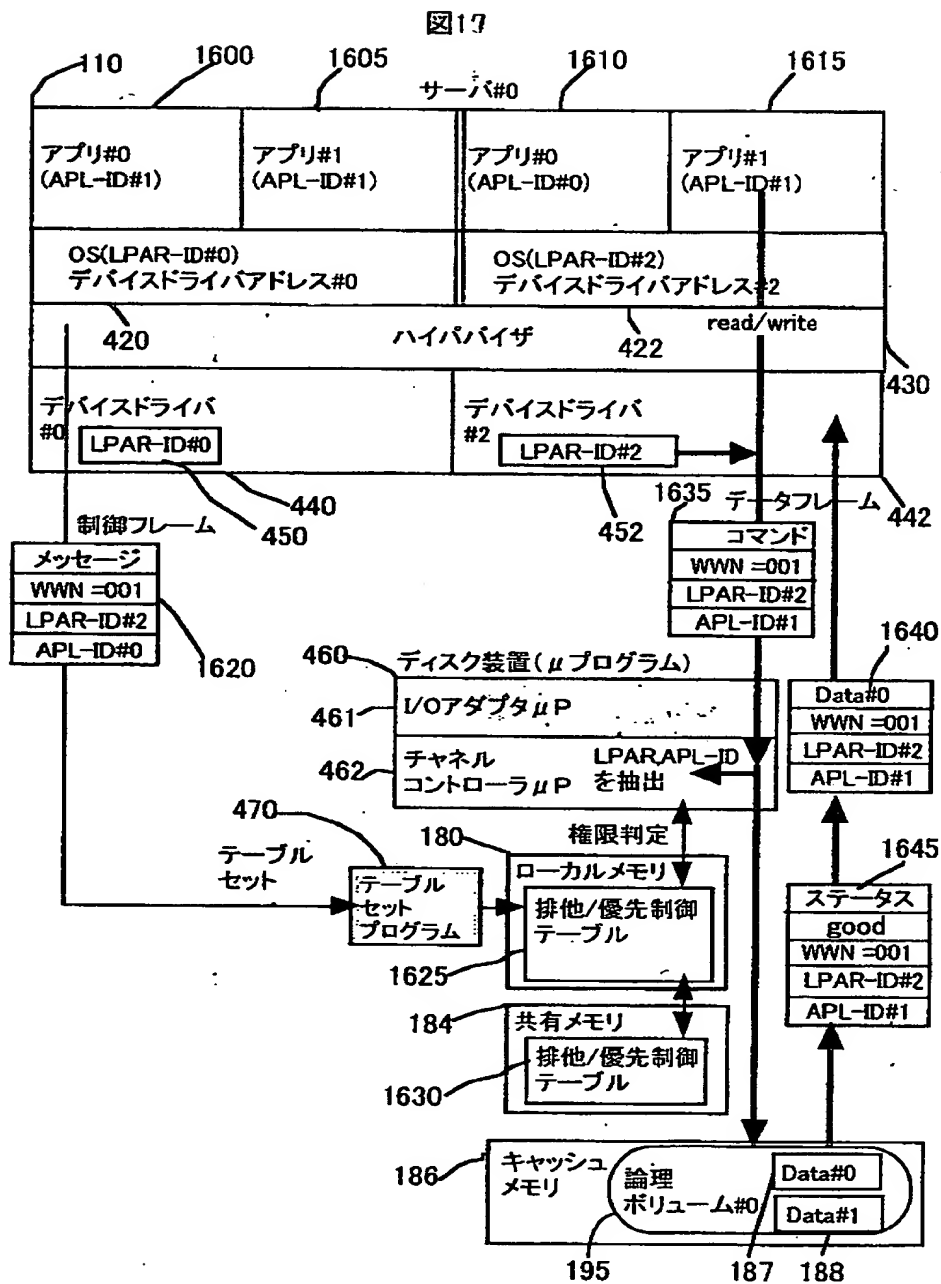 図17
110
1600
1605
1610
1615
サーバ#0
アプリ#0
(APL-ID#1)
アプリ#1
(APL-ID#1)
アプリ#0
(APL-ID#0)
アプリ#1
(APL-ID#1)
OS(LPAR-ID#0)
デバイスドライバアドレス#0
OS(LPAR-ID#2)
デバイスドライバアドレス#2
420
ハイパバイザ
422
read/write
430
デバイスドライバ
#0
LPAR-ID#0
デバイスドライバ
#2
LPAR-ID#2
440
450
452
442
制御フレーム
メッセージ
WWN =001
LPAR-ID#2
APL-ID#0
1620
1635
データフレーム
コマンド
WWN =001
LPAR-ID#2
APL-ID#1
460
ディスク装置(μプログラム)
461
I/OアダプタμP
462
チャネル
コントローラμP
LPAR,APL-ID
を抽出
1640
Data#0
WWN =001
LPAR-ID#2
APL-ID#1
470
180
権限判定
テーブル
セット
テーブル
セット
プログラム
ローカルメモリ
排他/優先制御
テーブル
1625
1645
ステータス
good
WWN =001
LPAR-ID#2
APL-ID#1
184
共有メモリ
排他/優先制御
テーブル
1630
186
キャッシュ
メモリ
論理
ボリューム#0
Data#0
Data#1
195
187
188